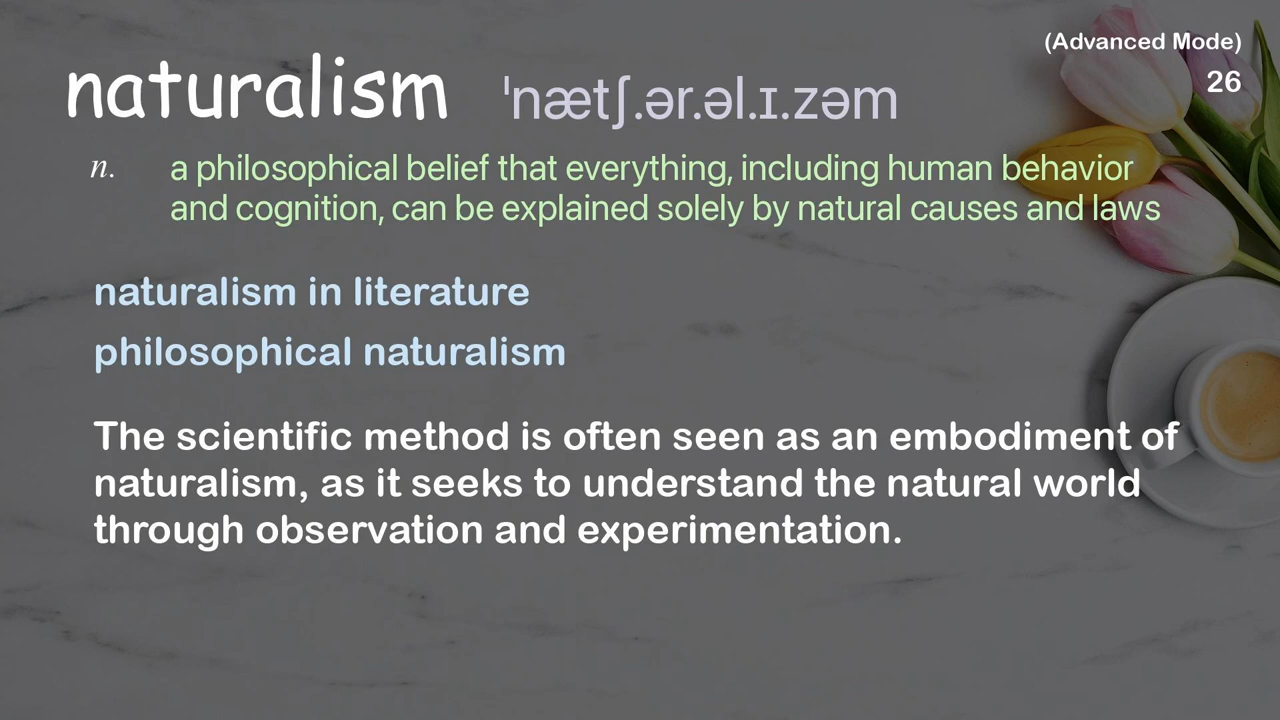 (Advanced Mode)
26
naturalism ˈnætʃ.ər.əl.ɪ.zəm
n. a philosophical belief that everything, including human behavior
and cognition, can be explained solely by natural causes and laws
naturalism in literature
philosophical naturalism
The scientific method is often seen as an embodiment of
naturalism, as it seeks to understand the natural world
through observation and experimentation.